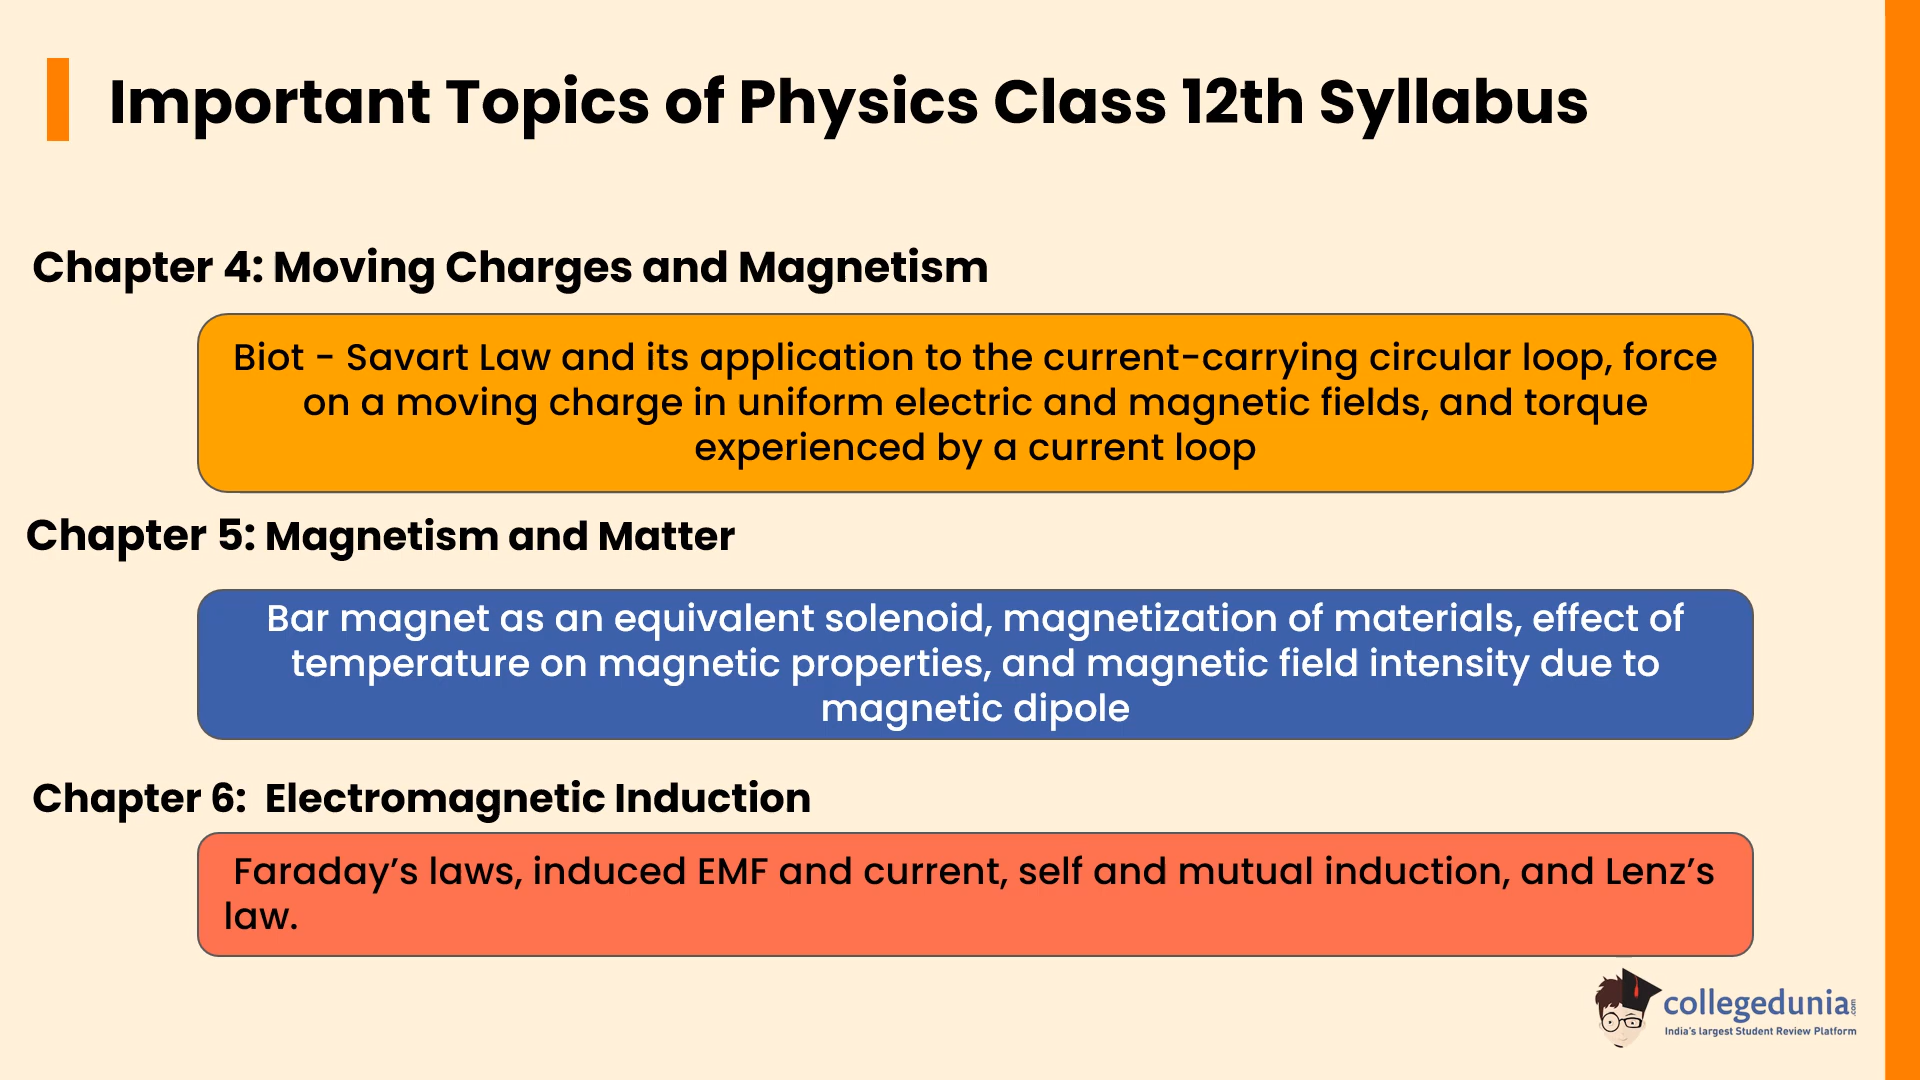 Important Topics of Physics Class 12th Syllabus
Chapter 4: Moving Charges and Magnetism
Biot - Savart Law and its application to the current-carrying circular loop, force
on a moving charge in uniform electric and magnetic fields, and torque
experienced by a current loop
Chapter 5: Magnetism and Matter
Bar magnet as an equivalent solenoid, magnetization of materials, effect of
temperature on magnetic properties, and magnetic field intensity due to
magnetic dipole
Chapter 6: Electromagnetic Induction
Faraday’s laws, induced EMF and current, self and mutual induction, and Lenz’s
law.
collegedunia.com
India's largest Student Review Platform